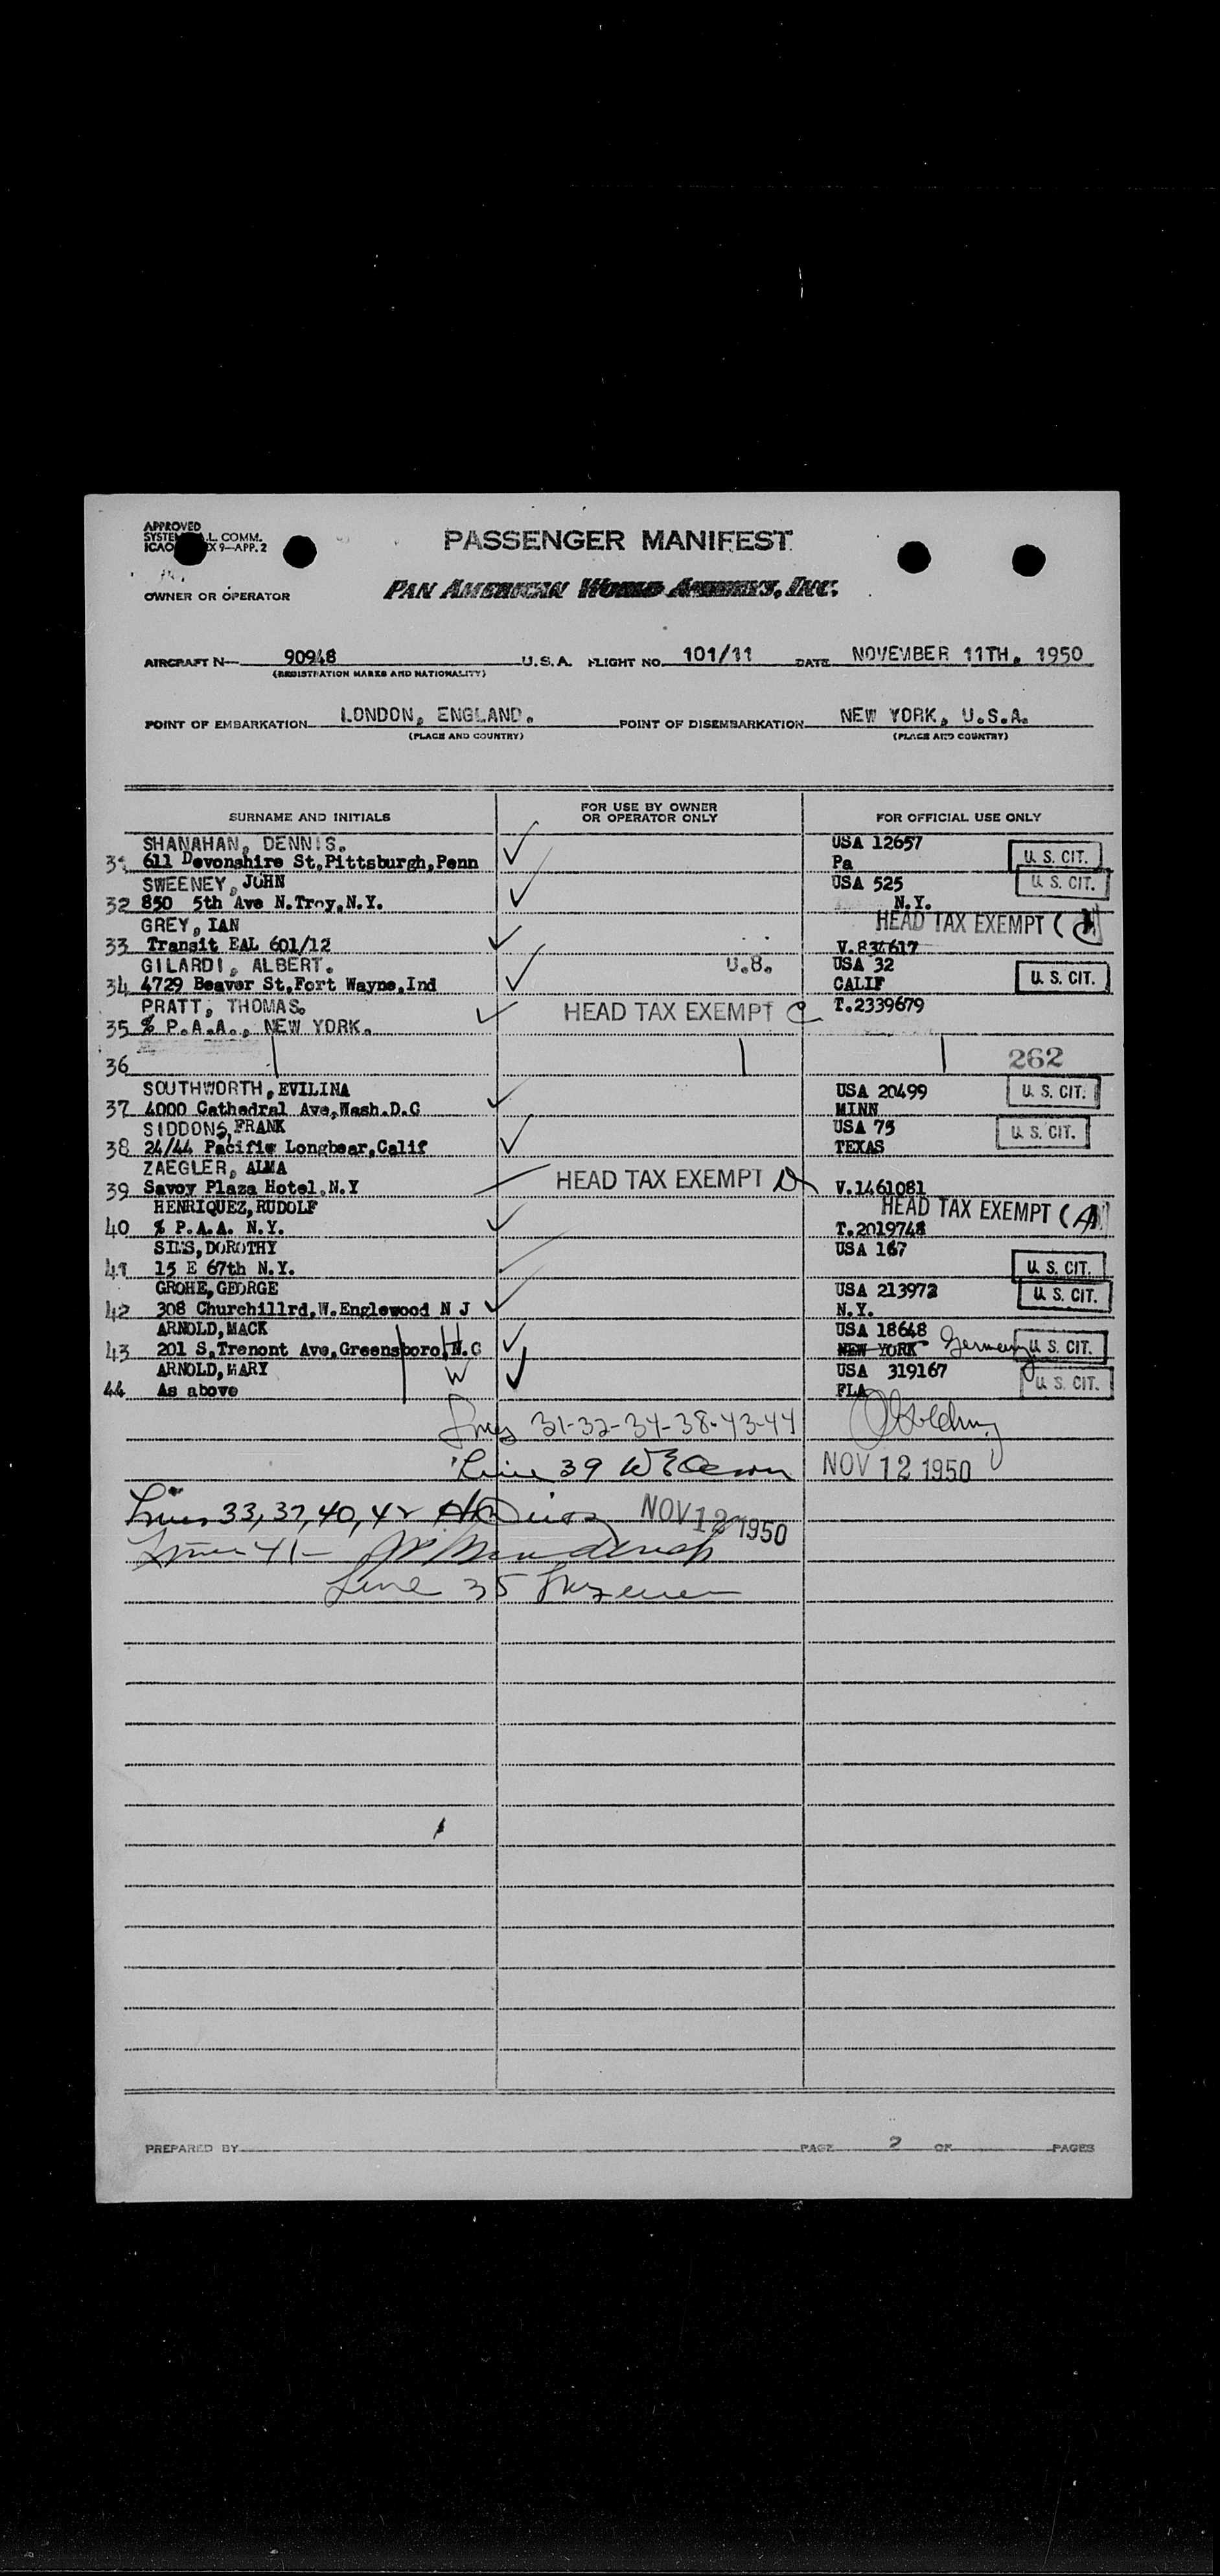 APPROVED
L. COMM.
ICAO X 9—APP. 2
PASSENGER MANIFEST
OWNER OR OPERATOR
PAN AMERICAN WORLD AIRWAYS, INC.
AIRCRAFT N— 90948 U.S.A. FLIGHT NO. 101/11 DATE NOVEMBER 11TH, 1950
(REGISTRATION MARKS AND NATIONALITY)
POINT OF EMBARKATION LONDON, ENGLAND. POINT OF DISEMBARKATION NEW YORK, U.S.A.
(PLACE AND COUNTRY) (PLACE AND COUNTRY)
SURNAME AND INITIALS FOR USE BY OWNER OR OPERATOR ONLY FOR OFFICIAL USE ONLY
SHANAHAN, DENNIS. USA 12657
31 611 Devonshire St,Pittsburgh,Penn Pa U. S. CIT.
SWEENEY, JOHN USA 525 U. S. CIT.
32 850 5th Ave N.Troy,N.Y. N.Y.
GREY, IAN HEAD TAX EXEMPT (
33 Transit EAL 601/12 V.834617
GILARDI, ALBERT. U.S. USA 32
34 4729 Beaver St,Fort Wayne,Ind CALIF U. S. CIT.
PRATT, THOMAS. HEAD TAX EXEMPT C T.2339679
35 % P.A.A., NEW YORK.
36 262
SOUTHWORTH, EVILINA USA 20499 U. S. CIT.
37 4000 Cathedral Ave,Wash.D.C MINN
SIDDONS, FRANK USA 75 U. S. CIT.
38 24/44 Pacific Longbear,Calif TEXAS
ZAEGLER, ALMA HEAD TAX EXEMPT D
39 Savoy Plaza Hotel.N.Y V.1461081
HENRIQUEZ, RUDOLF HEAD TAX EXEMPT (A)
40 % P.A.A. N.Y. T.2019748
SIMS, DOROTHY USA 167
41 15 E 67th N.Y. U. S. CIT.
GROHE, GEORGE USA 213972 U. S. CIT.
42 308 Churchillrd,W.Englewood N J N.Y.
ARNOLD, MACK H USA 18648
43 201 S,Tremont Ave,Greensboro,N.C NEW YORK Germany U. S. CIT.
ARNOLD, MARY W USA 319167
44 As above FLA U. S. CIT.
Lines 31-32-34-38-43-44
Line 39 NOV 12 1950
Lines 33, 37, 40, 42 NOV 12 1950
Line 41-
Line 35
PREPARED BY PAGE 2 OF PAGES